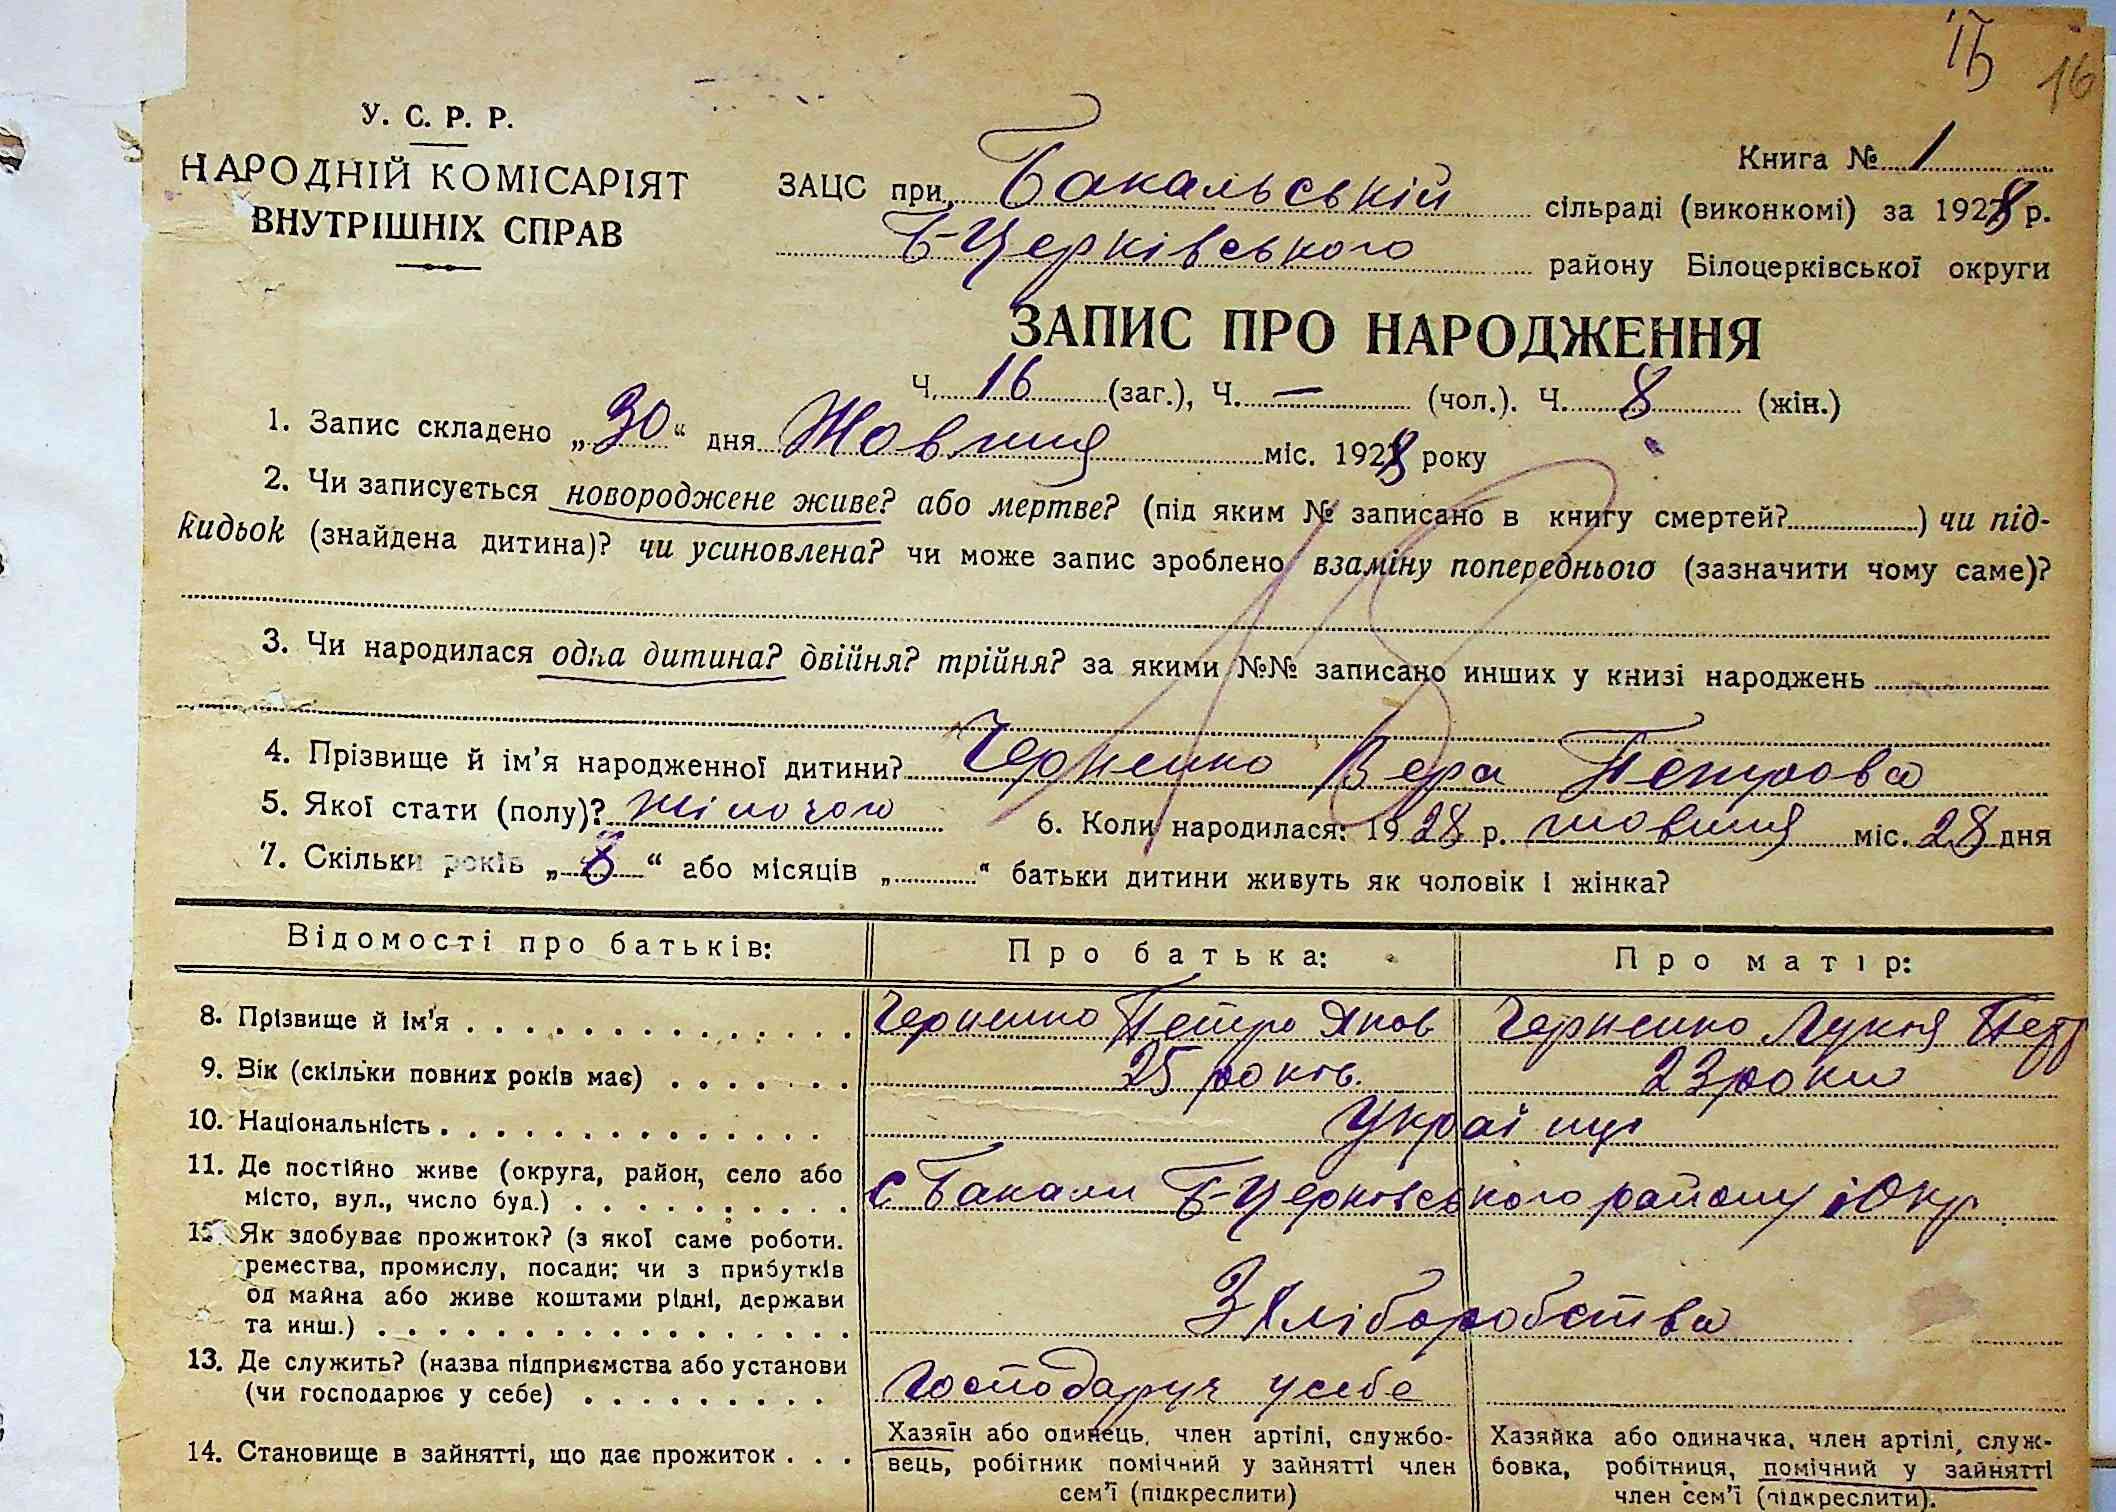 16
У. С. Р. Р.
НАРОДНІЙ КОМІСАРІЯТ
ВНУТРІШНІХ СПРАВ
Книга № 1
ЗАЦС при Бакальській сільраді (виконкомі) за 1928 р.
Б-Церківського району Білоцерківської округи
ЗАПИС ПРО НАРОДЖЕННЯ
Ч. 16 (заг.), Ч. — (чол.). Ч. 8 (жін.)
1. Запис складено „30“ дня Жовтня міс. 1928 року
2. Чи записується новороджене живе? або мертве? (під яким № записано в книгу смертей?) чи під-
кидьок (знайдена дитина)? чи усиновлена? чи може запис зроблено взаміну попереднього (зазначити чому саме)?
3. Чи народилася одна дитина? двійня? трійня? за якими №№ записано инших у книзі народжень
4. Прізвище й ім'я народженної дитини? Черненко Вера Петрова
5. Якої стати (полу)? жіночого 6. Коли народилася: 1928 р. жовтня міс. 28 дня
7. Скільки років „8“ або місяців „“ батьки дитини живуть як чоловік і жінка?
Відомості про батьків: Про батька: Про матір:
8. Прізвище й ім'я Черненко Петро Яков Черненко Лукія Петр
9. Вік (скільки повних років має) 25 років. 23 роки
10. Національність Українці
11. Де постійно живе (округа, район, село або
місто, вул., число буд.) с Бакали Б-Церковського району і Окр
Як здобуває прожиток? (з якої саме роботи.
ремества, промислу, посади; чи з прибутків
од майна або живе коштами рідні, держави
та инш.) З Хліборобства
13. Де служить? (назва підприємства або установи
(чи господарює у себе) Господарує у себе
14. Становище в зайнятті, що дає прожиток
Хазяїн або одинець, член артілі, службо-
вець, робітник помічний у зайнятті член
сем'ї (підкреслити)
Хазяйка або одиначка, член артілі, служ-
бовка, робітниця, помічний у зайнятті
член сем'ї (підкреслити).